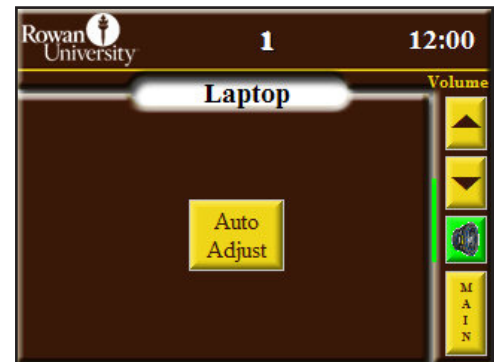 Rowan
University
1
12:00
Volume
Laptop
Auto
Adjust
M
A
I
N